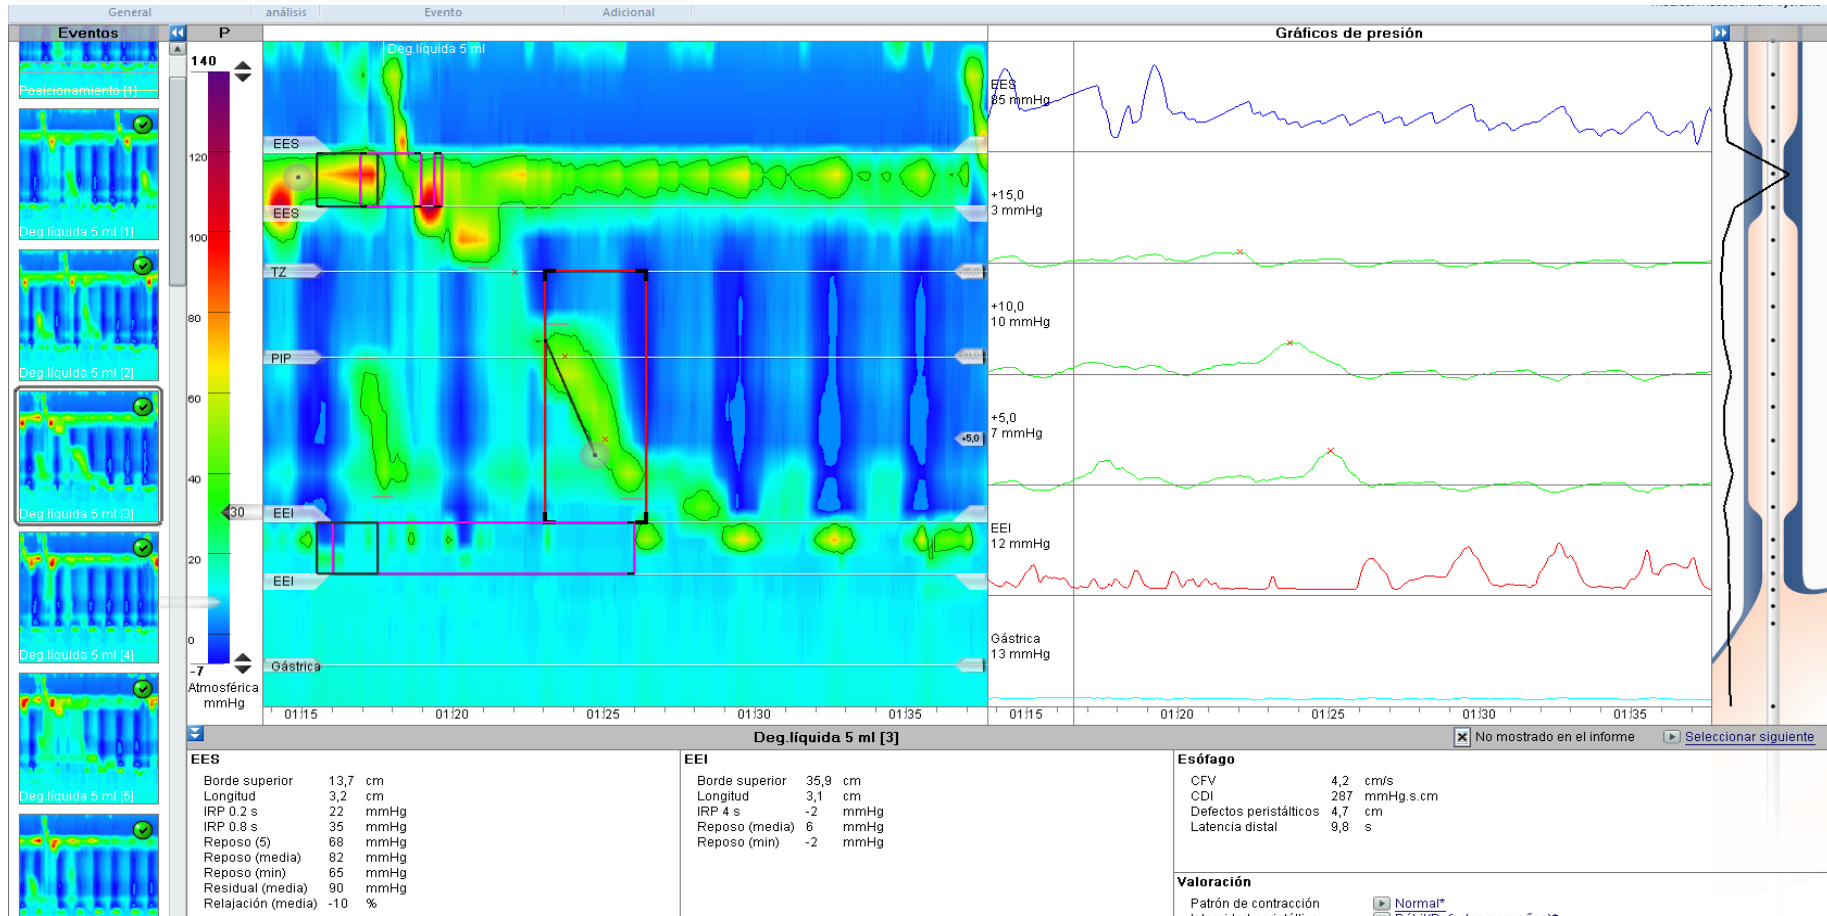 General análisis Evento Adicional
Eventos
P
Gráficos de presión
Posicionamiento [1]
Deg.líquida 5 ml [1]
Deg.líquida 5 ml [2]
Deg.líquida 5 ml [3]
Deg.líquida 5 ml [4]
Deg.líquida 5 ml [5]
140
120
100
80
60
40
30
20
0
-7
Atmosférica
mmHg
Deg.líquida 5 ml
EES
EES
TZ
PIP
EEI
EEI
Gástrica
+5,0
01:15 01:20 01:25 01:30 01:35
EES
85 mmHg
+15,0
3 mmHg
+10,0
10 mmHg
+5,0
7 mmHg
EEI
12 mmHg
Gástrica
13 mmHg
01:15 01:20 01:25 01:30 01:35
Deg.líquida 5 ml [3]
No mostrado en el informe
Seleccionar siguiente
EES
Borde superior 13,7 cm
Longitud 3,2 cm
IRP 0.2 s 22 mmHg
IRP 0.8 s 35 mmHg
Reposo (5) 68 mmHg
Reposo (media) 82 mmHg
Reposo (min) 65 mmHg
Residual (media) 90 mmHg
Relajación (media) -10 %
EEI
Borde superior 35,9 cm
Longitud 3,1 cm
IRP 4 s -2 mmHg
Reposo (media) 6 mmHg
Reposo (min) -2 mmHg
Esófago
CFV 4,2 cm/s
CDI 287 mmHg.s.cm
Defectos peristálticos 4,7 cm
Latencia distal 9,8 s
Valoración
Patrón de contracción Normal*